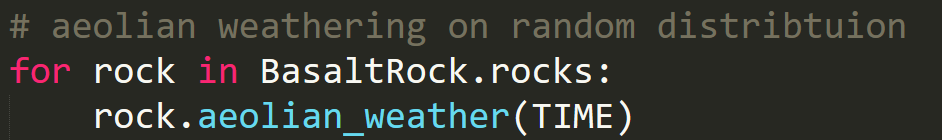 # aeolian weathering on random distribtuion
for rock in BasaltRock.rocks:
    rock.aeolian_weather(TIME)